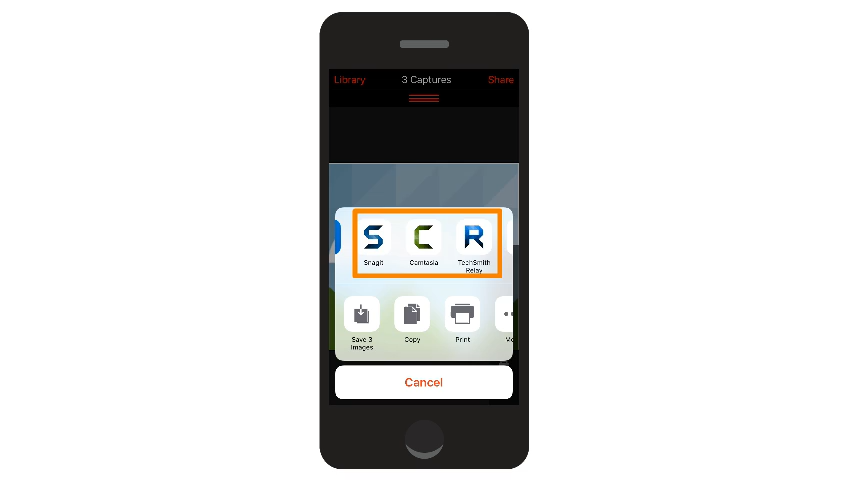 Library 3 Captures Share
Snagit Camtasia TechSmith
Relay
Save 3 Copy Print
Images
Cancel